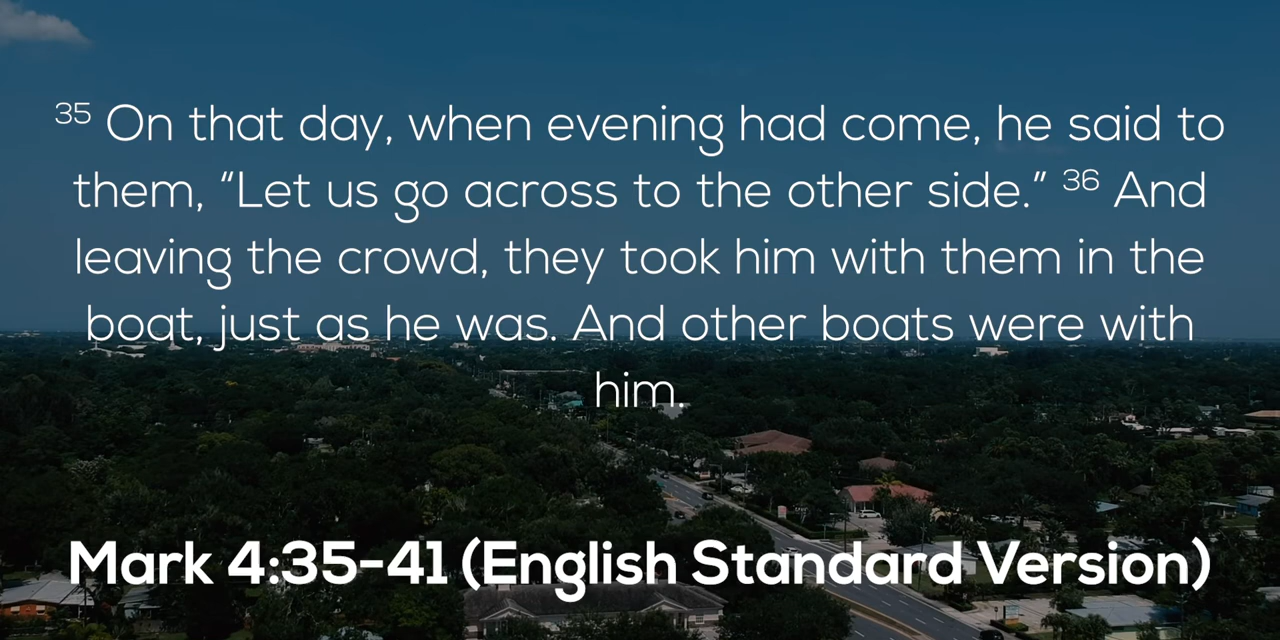 35 On that day, when evening had come, he said to
them, “Let us go across to the other side.” 36 And
leaving the crowd, they took him with them in the
boat, just as he was. And other boats were with
him.
Mark 4:35-41 (English Standard Version)